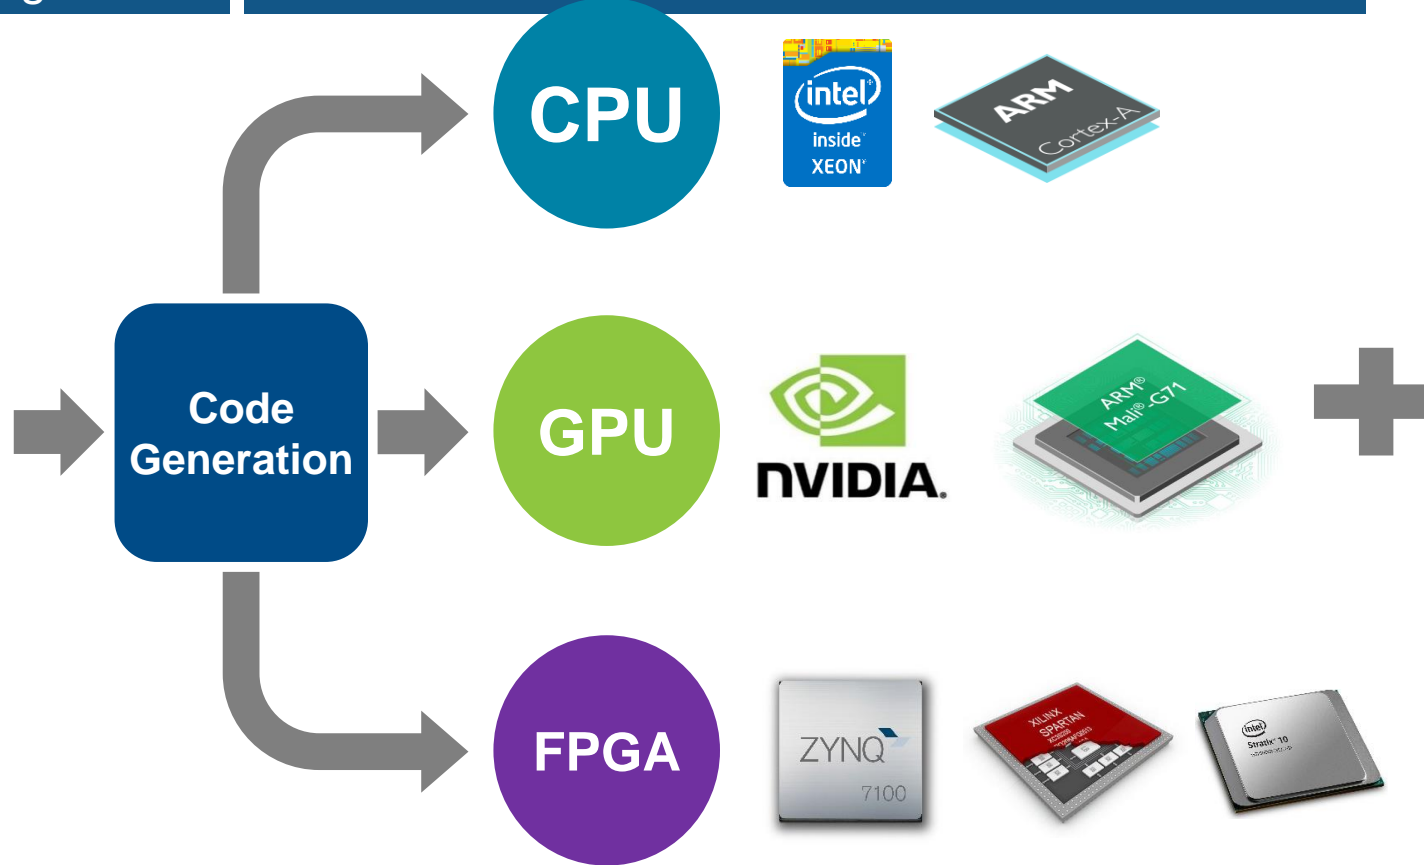 g
CPU
intel
inside
XEON
ARM
Cortex-A
Code
Generation
GPU
NVIDIA.
ARM®
Mali®-G71
FPGA
ZYNQ
7100
XILINX
SPARTAN
intel
Stratix® 10